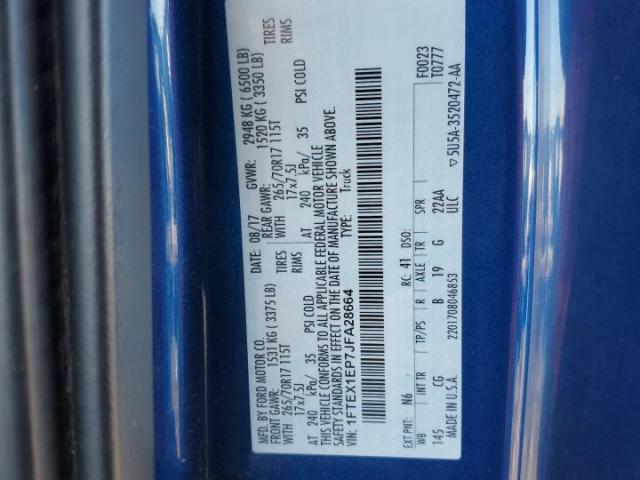 MFD. BY FORD MOTOR CO.
DATE: 08/17 GVWR: 2948 KG ( 6500 LB)
FRONT GAWR: 1531 KG ( 3375 LB) REAR GAWR: 1520 KG ( 3350 LB)
WITH 265/70R17 115T TIRES WITH 265/70R17 115T TIRES
17x7.5J RIMS 17x7.5J RIMS
AT 240 kPa/ 35 PSI COLD AT 240 kPa/ 35 PSI COLD
THIS VEHICLE CONFORMS TO ALL APPLICABLE FEDERAL MOTOR VEHICLE
SAFETY STANDARDS IN EFFECT ON THE DATE OF MANUFACTURE SHOWN ABOVE.
VIN: 1FTEX1EP7JFA28664 TYPE: Truck
EXT PNT: N6 RC: 41 DSO: F0023
WB INT TR TP/PS R AXLE TR SPR T0777
145 CG B 19 G 22AA
ULC
MADE IN U.S.A. 2201708046853 ▽ 5U5A-3520472-AA